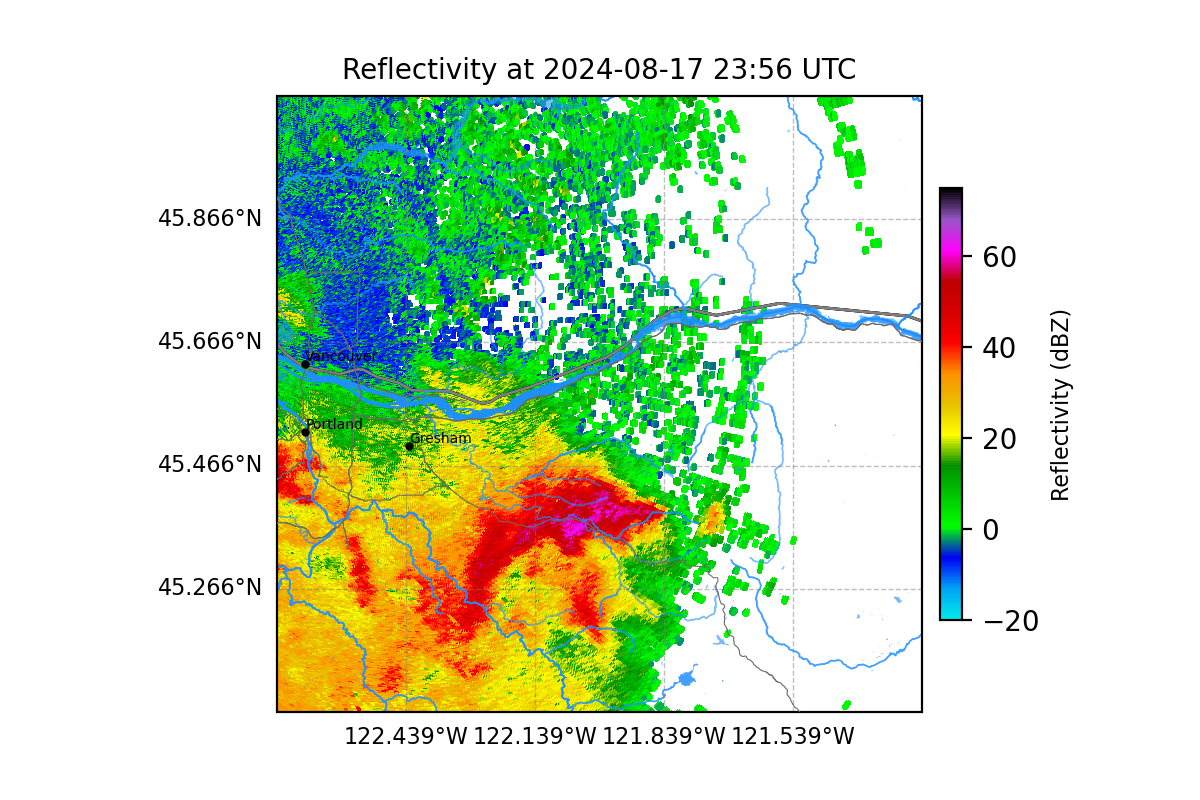 Reflectivity at 2024-08-17 23:56 UTC
45.866°N
45.666°N
45.466°N
45.266°N
Vancouver
Portland
Gresham
122.439°W 122.139°W 121.839°W 121.539°W
60
40
20
0
−20
Reflectivity (dBZ)